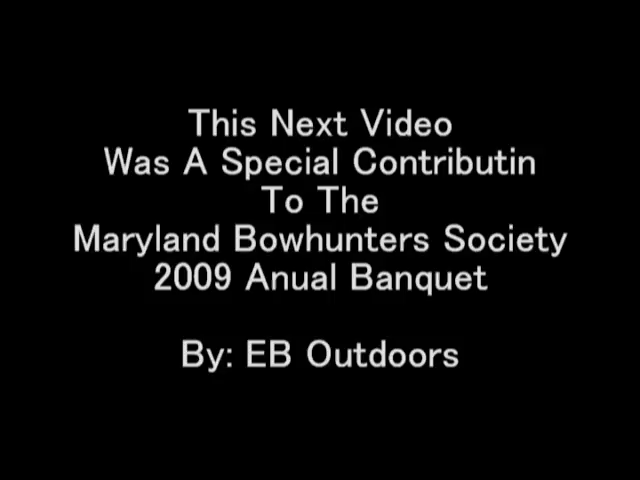 This Next Video
Was A Special Contributin
To The
Maryland Bowhunters Society
2009 Anual Banquet
By: EB Outdoors